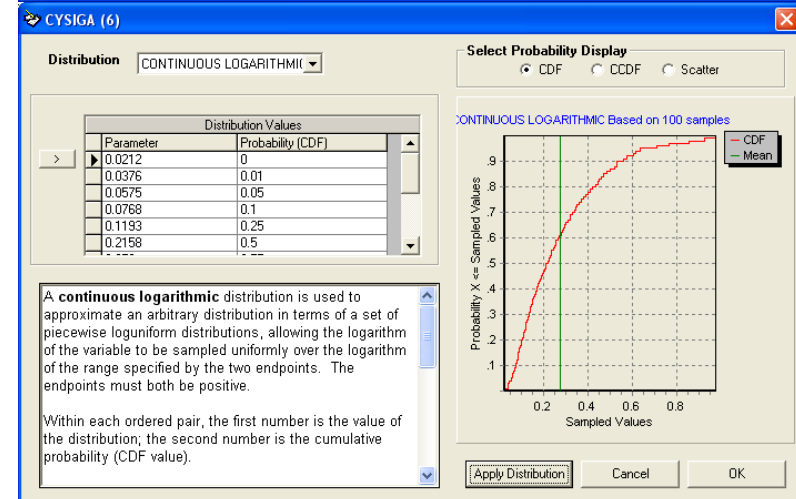 CYSIGA (6)
Distribution
CONTINUOUS LOGARITHMI(
Select Probability Display
CDF CCDF Scatter
Distribution Values
Parameter Probability (CDF)
>
0.0212 0
0.0376 0.01
0.0575 0.05
0.0768 0.1
0.1193 0.25
0.2158 0.5
A continuous logarithmic distribution is used to
approximate an arbitrary distribution in terms of a set of
piecewise loguniform distributions, allowing the logarithm
of the variable to be sampled uniformly over the logarithm
of the range specified by the two endpoints. The
endpoints must both be positive.
Within each ordered pair, the first number is the value of
the distribution; the second number is the cumulative
probability (CDF value).
CONTINUOUS LOGARITHMIC Based on 100 samples
CDF
Mean
Probability X <= Sampled Values
.9
.8
.7
.6
.5
.4
.3
.2
.1
0.2 0.4 0.6 0.8
Sampled Values
Apply Distribution Cancel OK